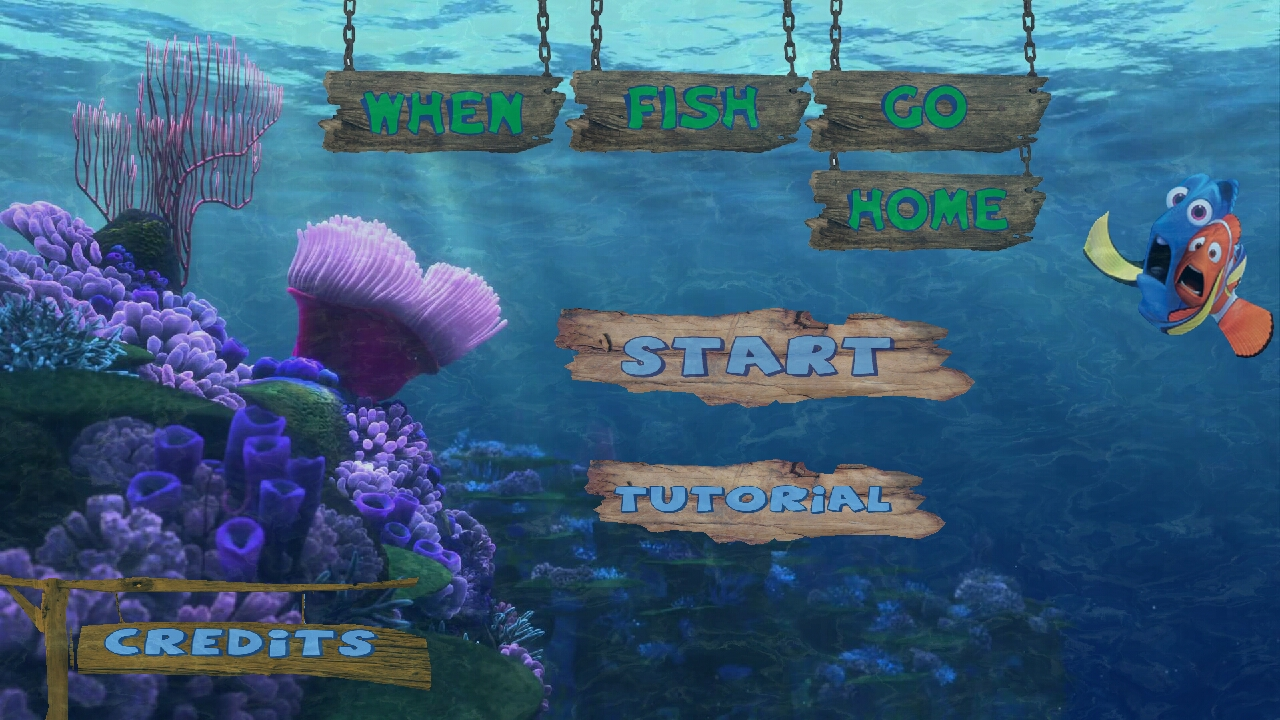 WHEN FISH GO
HOME
START
TUTORiAL
CREDiTS